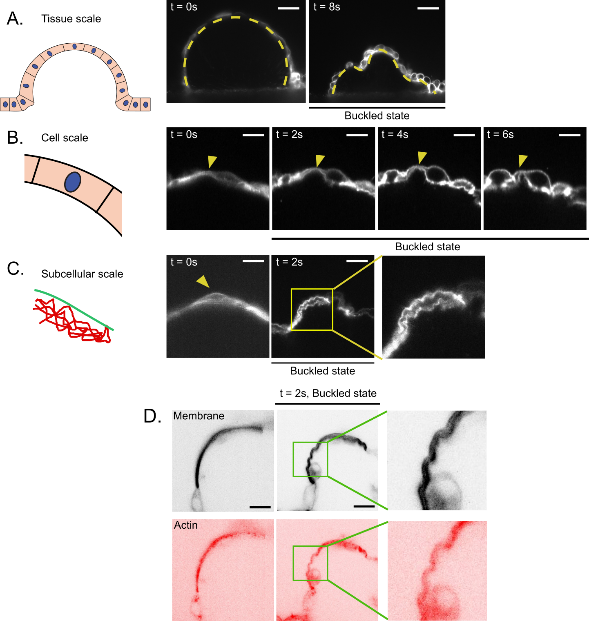 A.
Tissue scale
t = 0s
t = 8s
Buckled state
B.
Cell scale
t = 0s
t = 2s
t = 4s
t = 6s
Buckled state
C.
Subcellular scale
t = 0s
t = 2s
Buckled state
t = 2s, Buckled state
D.
Membrane
Actin